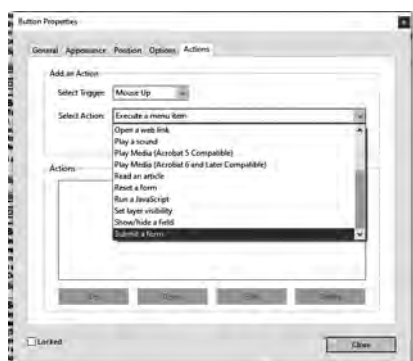 Button Properties
General Appearance Position Options Actions
Add an Action
Select Trigger: Mouse Up
Select Action: Execute a menu item
Open a web link
Play a sound
Play Media (Acrobat 5 Compatible)
Play Media (Acrobat 6 and Later Compatible)
Read an article
Reset a form
Run a JavaScript
Set layer visibility
Show/hide a field
Submit a form
Actions
Locked
Close